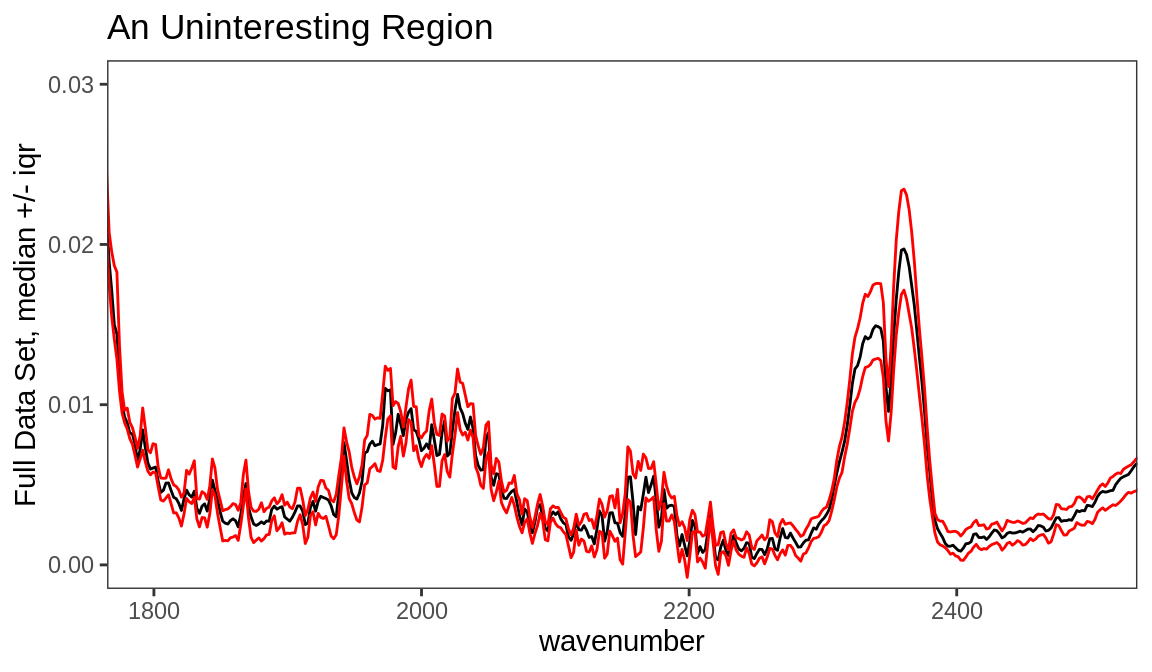 An Uninteresting Region
Full Data Set, median +/- iqr
0.03
0.02
0.01
0.00
1800 2000 2200 2400
wavenumber